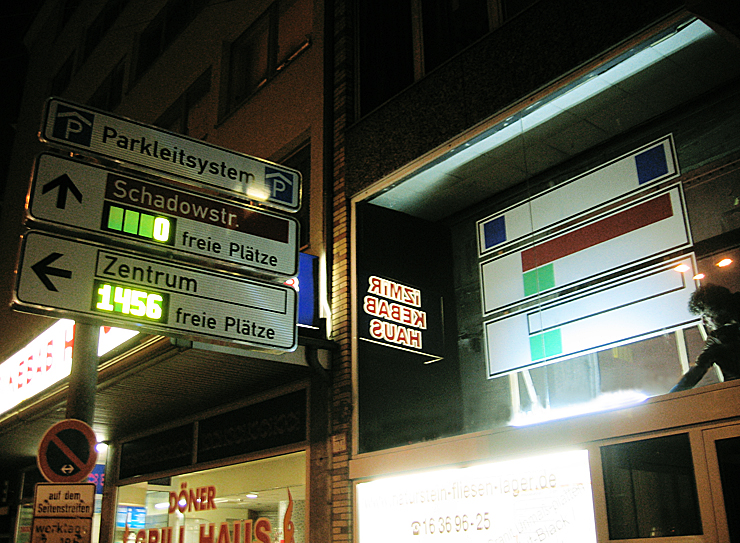 P Parkleitsystem P
Schadowstr.
0 freie Plätze
Zentrum
1456 freie Plätze
iZMiR
KEBAB
HAUS
DÖNER
GRILL HAUS
auf dem
Seitenstreifen
werktags
naturstein-fliesen-lager.de
☎ 16 36 96-25